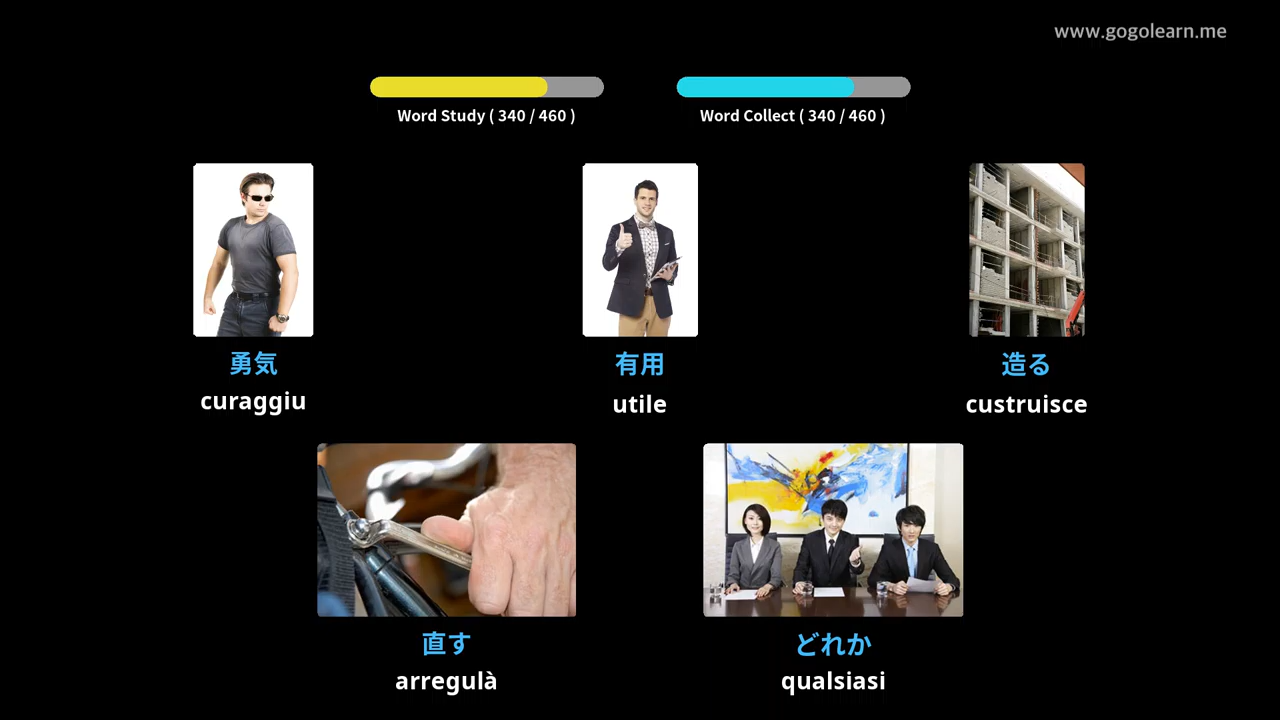 www.gogolearn.me
Word Study ( 340 / 460 )
Word Collect ( 340 / 460 )
勇気
curaggiu
有用
utile
造る
custruisce
直す
arregulà
どれか
qualsiasi